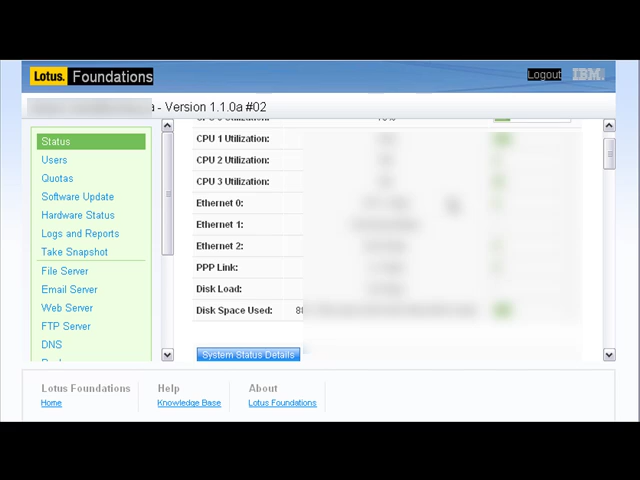 Lotus. Foundations
Logout IBM.
- Version 1.1.0a #02
Status
Users
Quotas
Software Update
Hardware Status
Logs and Reports
Take Snapshot
File Server
Email Server
Web Server
FTP Server
DNS
CPU 1 Utilization:
CPU 2 Utilization:
CPU 3 Utilization:
Ethernet 0:
Ethernet 1:
Ethernet 2:
PPP Link:
Disk Load:
Disk Space Used:
System Status Details
Lotus Foundations
Home
Help
Knowledge Base
About
Lotus Foundations